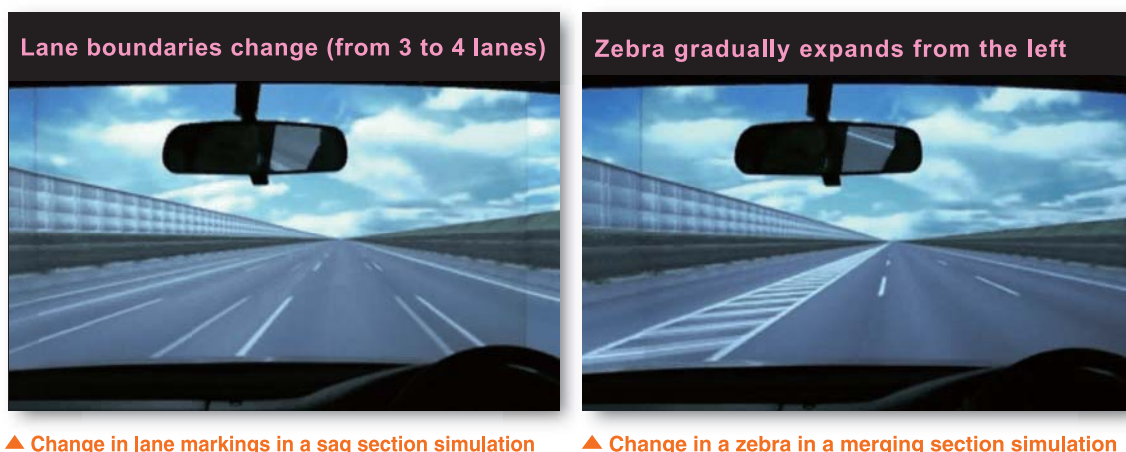 Lane boundaries change (from 3 to 4 lanes)
Zebra gradually expands from the left
▲ Change in lane markings in a sag section simulation
▲ Change in a zebra in a merging section simulation